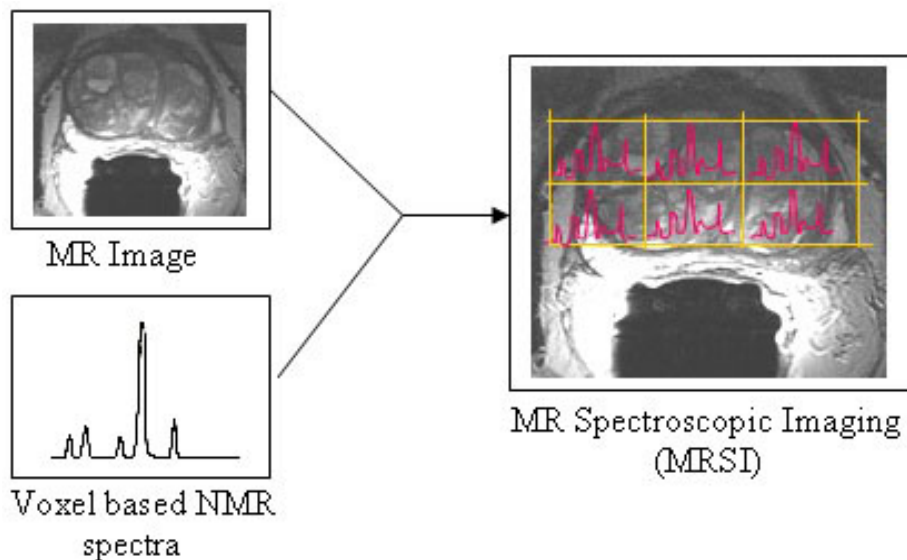 MR Image
Voxel based NMR
spectra
MR Spectroscopic Imaging
(MRSI)